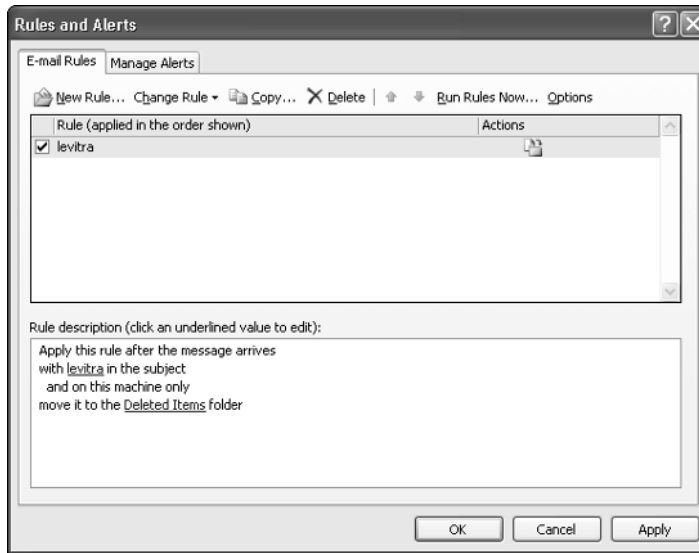 Rules and Alerts
E-mail Rules Manage Alerts
New Rule... Change Rule Copy... Delete Run Rules Now... Options
Rule (applied in the order shown) Actions
levitra
Rule description (click an underlined value to edit):
Apply this rule after the message arrives
with levitra in the subject
and on this machine only
move it to the Deleted Items folder
OK Cancel Apply